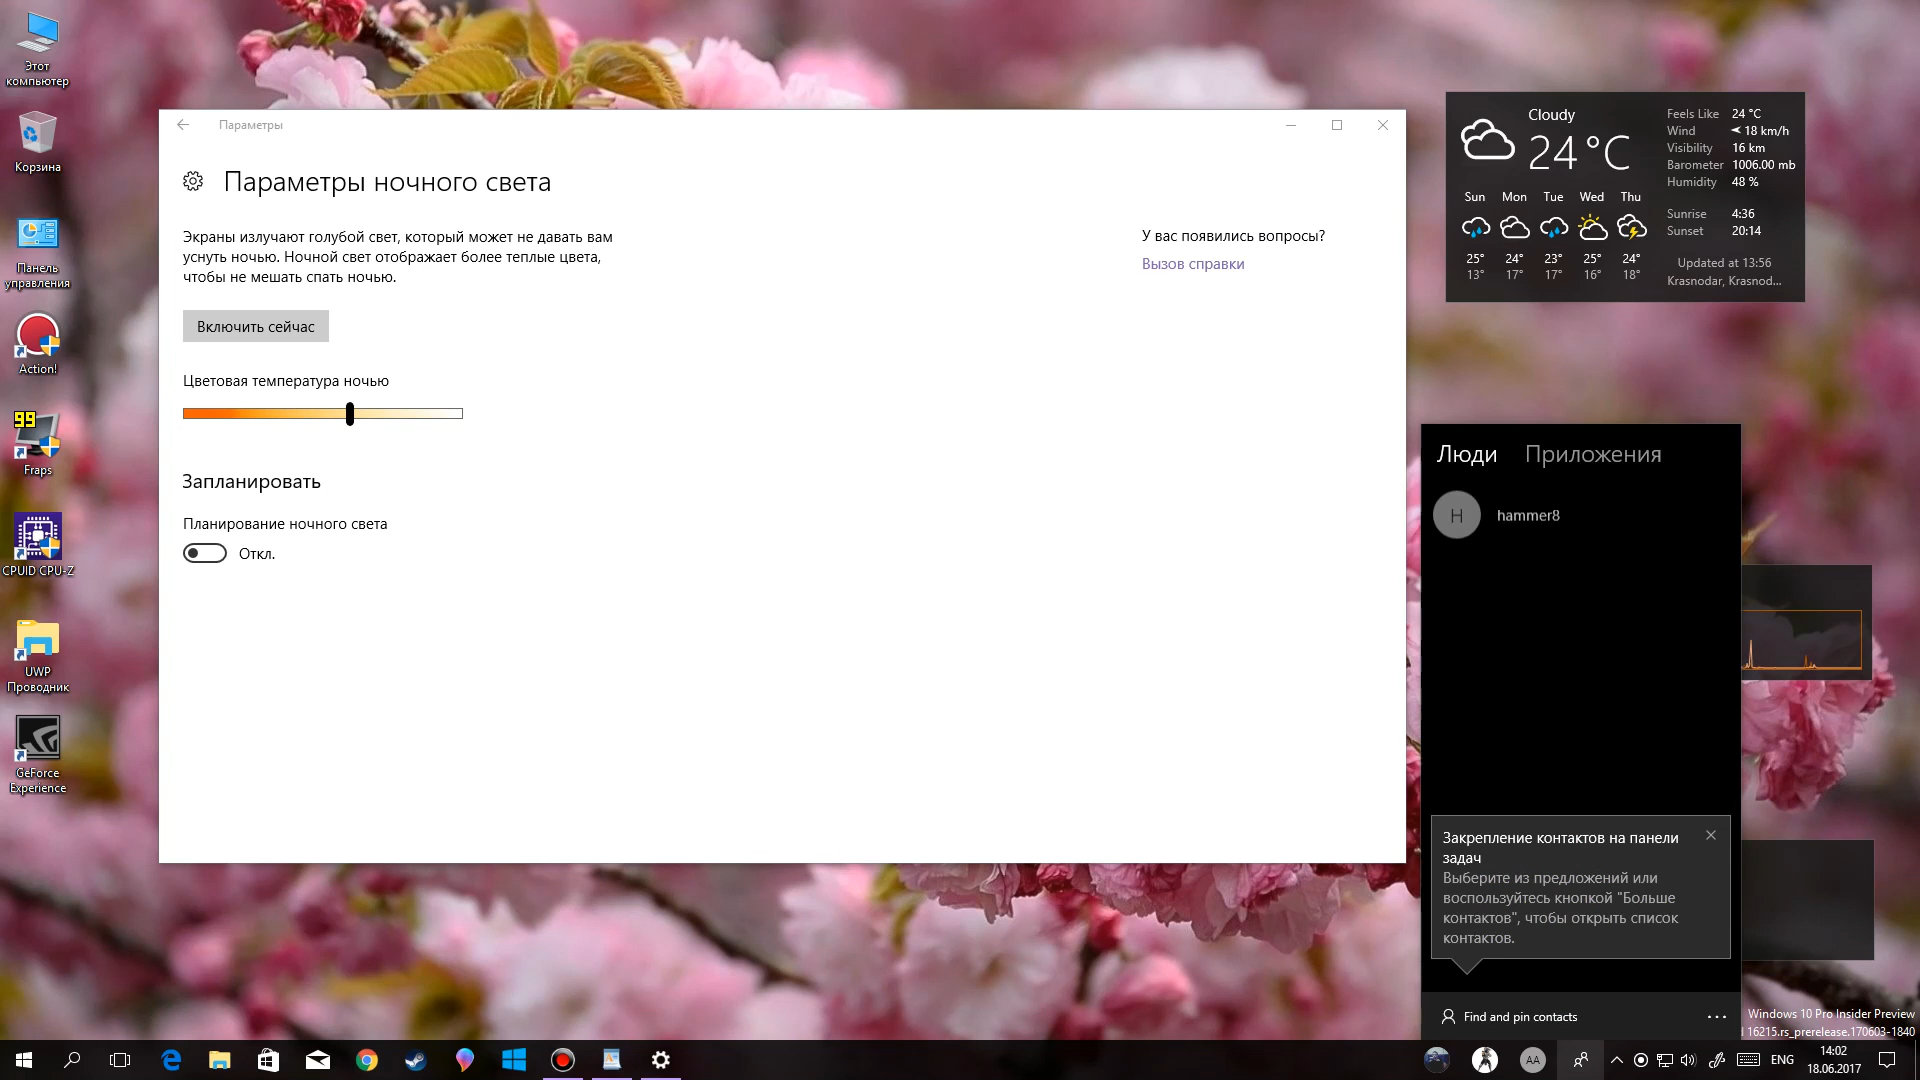 Этот
компьютер
Корзина
Панель
управления
Action!
99
Fraps
CPUID CPU-Z
UWP
Проводник
GeForce
Experience
Параметры
Параметры ночного света
Экраны излучают голубой свет, который может не давать вам
уснуть ночью. Ночной свет отображает более теплые цвета,
чтобы не мешать спать ночью.
Включить сейчас
Цветовая температура ночью
Запланировать
Планирование ночного света
Откл.
У вас появились вопросы?
Вызов справки
Cloudy
24 °C
Feels Like 24 °C
Wind 18 km/h
Visibility 16 km
Barometer 1006.00 mb
Humidity 48 %
Sunrise 4:36
Sunset 20:14
Updated at 13:56
Krasnodar, Krasnod...
Sun Mon Tue Wed Thu
25° 24° 23° 25° 24°
13° 17° 17° 16° 18°
Люди Приложения
H hammer8
Закрепление контактов на панели
задач
Выберите из предложений или
воспользуйтесь кнопкой "Больше
контактов", чтобы открыть список
контактов.
Find and pin contacts
Windows 10 Pro Insider Preview
16215.rs_prerelease.170603-1840
AA
ENG
14:02
18.06.2017